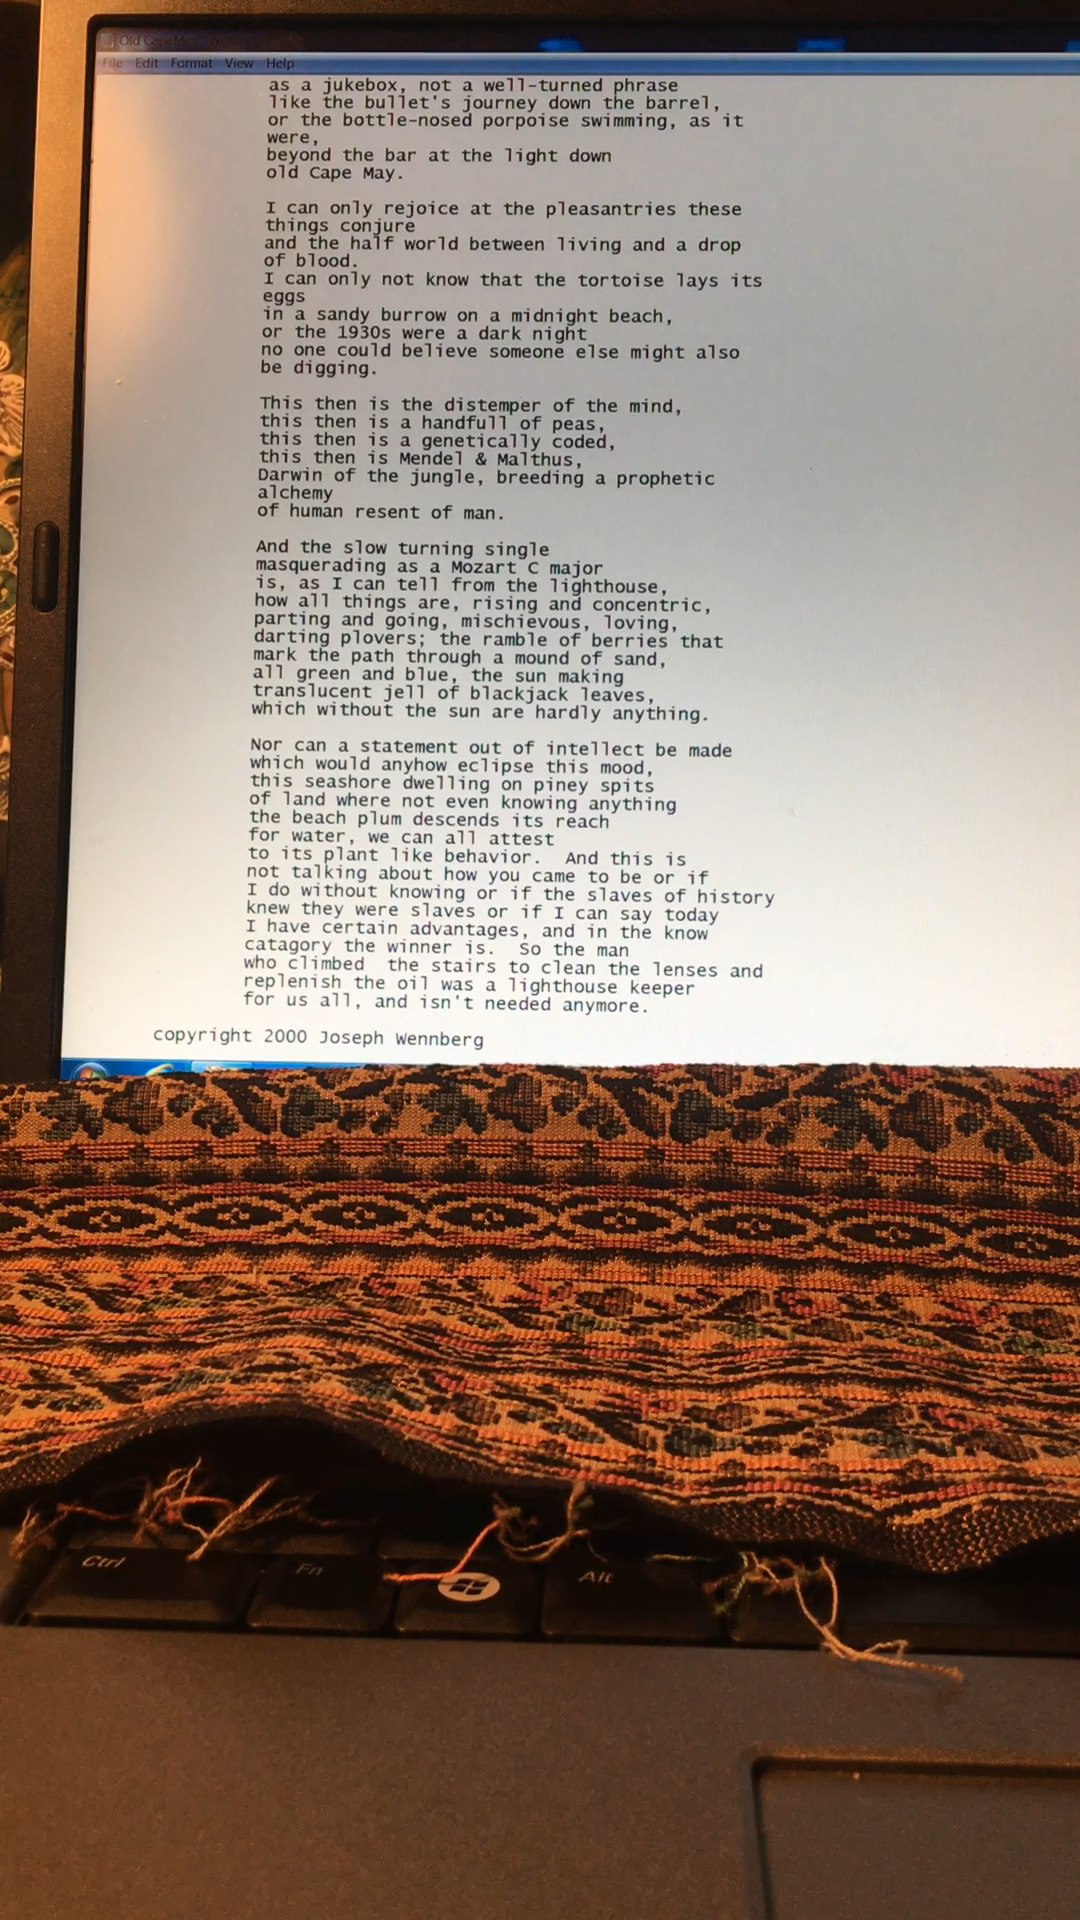 Old Cape
File Edit Format View Help
as a jukebox, not a well-turned phrase
like the bullet's journey down the barrel,
or the bottle-nosed porpoise swimming, as it
were,
beyond the bar at the light down
old Cape May.
I can only rejoice at the pleasantries these
things conjure
and the half world between living and a drop
of blood.
I can only not know that the tortoise lays its
eggs
in a sandy burrow on a midnight beach,
or the 1930s were a dark night
no one could believe someone else might also
be digging.
This then is the distemper of the mind,
this then is a handfull of peas,
this then is a genetically coded,
this then is Mendel & Malthus,
Darwin of the jungle, breeding a prophetic
alchemy
of human resent of man.
And the slow turning single
masquerading as a Mozart C major
is, as I can tell from the lighthouse,
how all things are, rising and concentric,
parting and going, mischievous, loving,
darting plovers; the ramble of berries that
mark the path through a mound of sand,
all green and blue, the sun making
translucent jell of blackjack leaves,
which without the sun are hardly anything.
Nor can a statement out of intellect be made
which would anyhow eclipse this mood,
this seashore dwelling on piney spits
of land where not even knowing anything
the beach plum descends its reach
for water, we can all attest
to its plant like behavior.  And this is
not talking about how you came to be or if
I do without knowing or if the slaves of history
knew they were slaves or if I can say today
I have certain advantages, and in the know
catagory the winner is.  So the man
who climbed  the stairs to clean the lenses and
replenish the oil was a lighthouse keeper
for us all, and isn't needed anymore.
copyright 2000 Joseph Wennberg
Ctrl Fn Alt